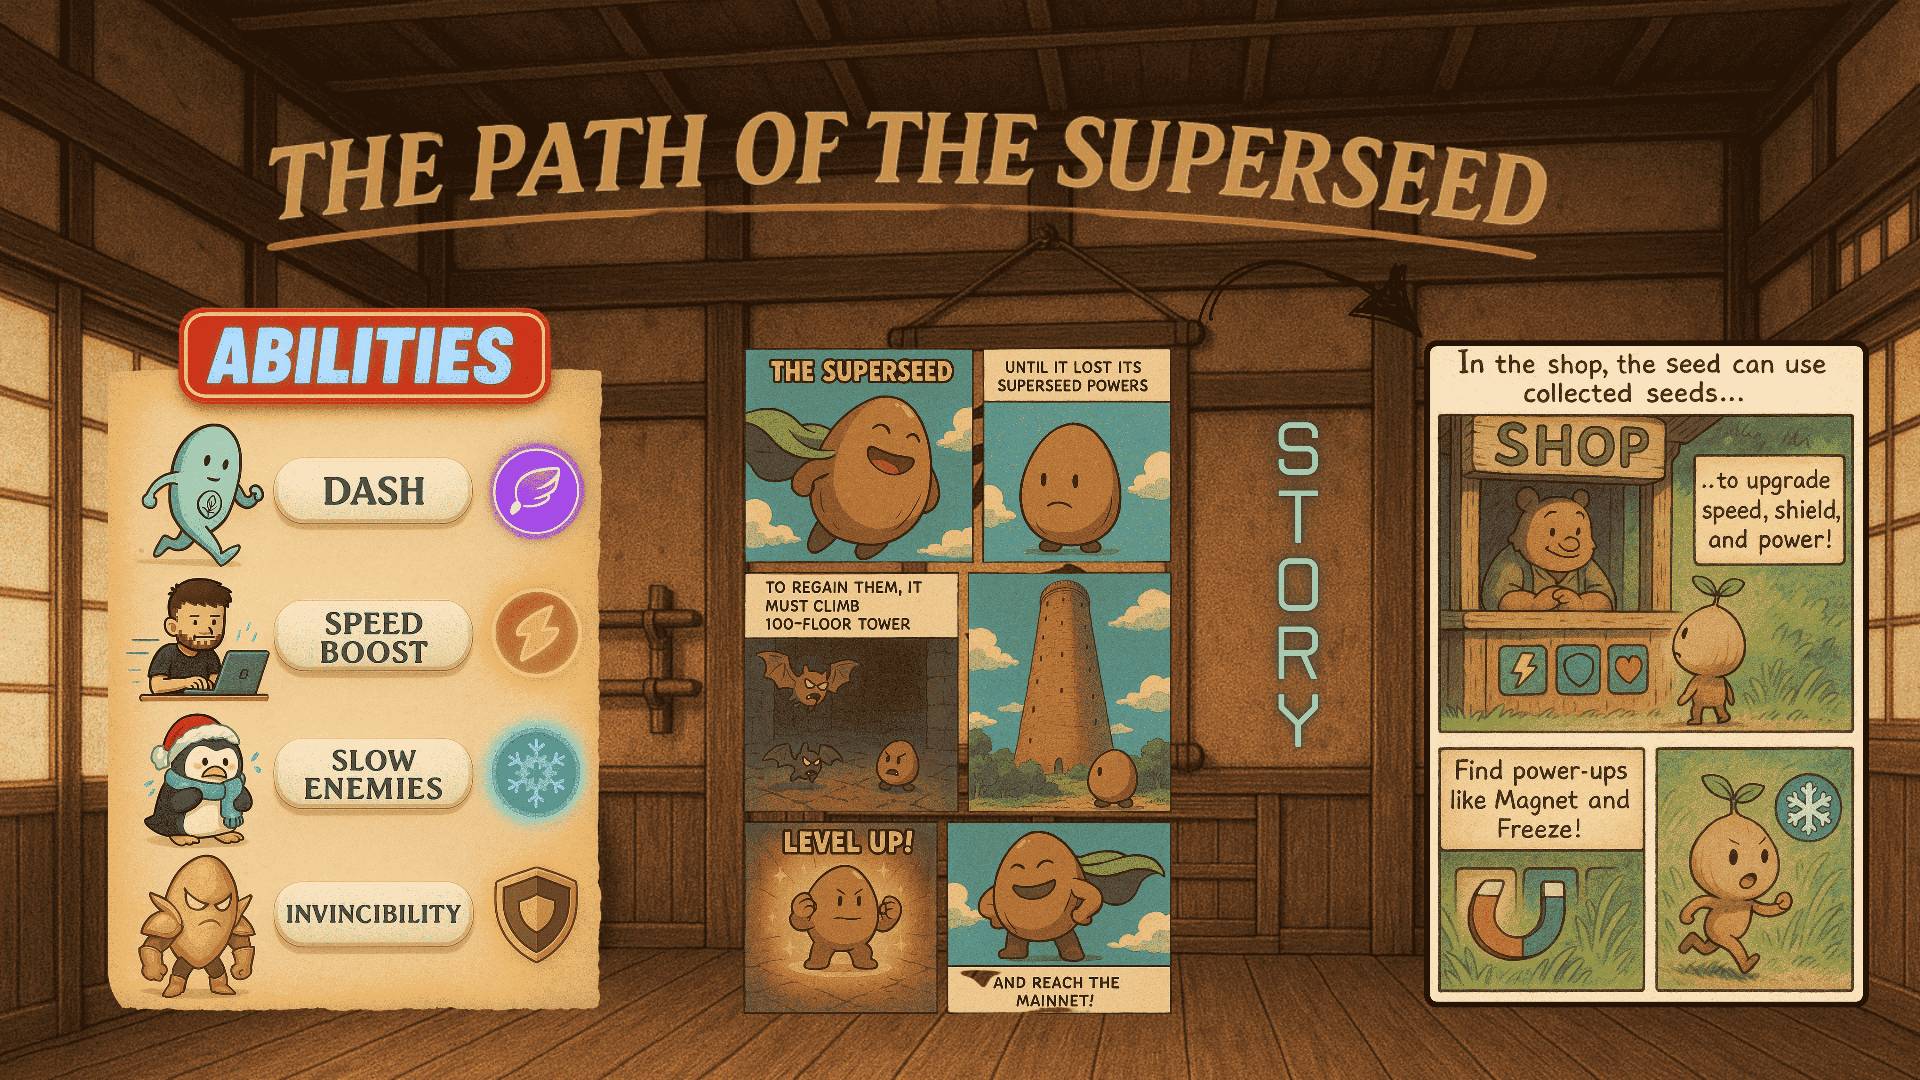 THE PATH OF THE SUPERSEED
ABILITIES
DASH
SPEED
BOOST
SLOW
ENEMIES
INVINCIBILITY
THE SUPERSEED
UNTIL IT LOST ITS
SUPERSEED POWERS
TO REGAIN THEM, IT
MUST CLIMB
100-FLOOR TOWER
LEVEL UP!
AND REACH THE
MAINNET!
STORY
In the shop, the seed can use
collected seeds...
SHOP
..to upgrade
speed, shield,
and power!
Find power-ups
like Magnet and
Freeze!